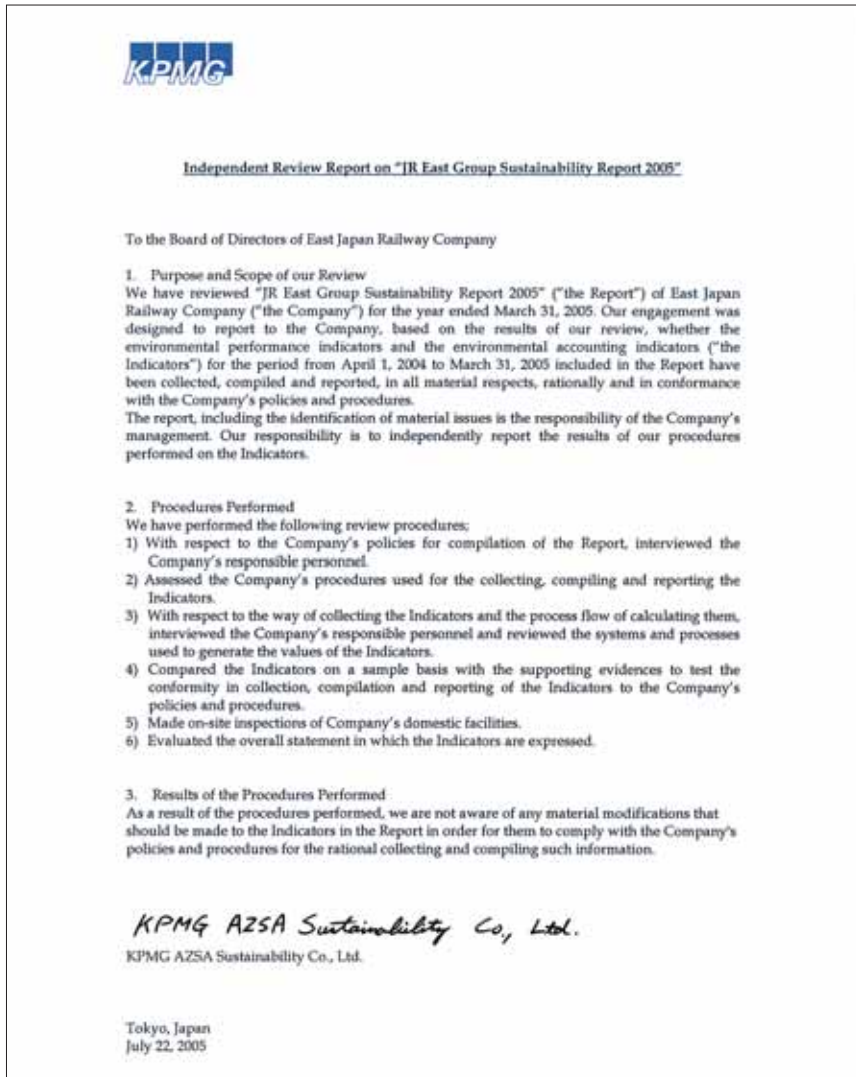 KPMG
Independent Review Report on "JR East Group Sustainability Report 2005"
To the Board of Directors of East Japan Railway Company
1. Purpose and Scope of our Review
We have reviewed "JR East Group Sustainability Report 2005" ("the Report") of East Japan
Railway Company ("the Company") for the year ended March 31, 2005. Our engagement was
designed to report to the Company, based on the results of our review, whether the
environmental performance indicators and the environmental accounting indicators ("the
Indicators") for the period from April 1, 2004 to March 31, 2005 included in the Report have
been collected, compiled and reported, in all material respects, rationally and in conformance
with the Company's policies and procedures.
The report, including the identification of material issues is the responsibility of the Company's
management. Our responsibility is to independently report the results of our procedures
performed on the Indicators.
2. Procedures Performed
We have performed the following review procedures;
1) With respect to the Company's policies for compilation of the Report, interviewed the
Company's responsible personnel.
2) Assessed the Company's procedures used for the collecting, compiling and reporting the
Indicators.
3) With respect to the way of collecting the Indicators and the process flow of calculating them,
interviewed the Company's responsible personnel and reviewed the systems and processes
used to generate the values of the Indicators.
4) Compared the Indicators on a sample basis with the supporting evidences to test the
conformity in collection, compilation and reporting of the Indicators to the Company's
policies and procedures.
5) Made on-site inspections of Company's domestic facilities.
6) Evaluated the overall statement in which the Indicators are expressed.
3. Results of the Procedures Performed
As a result of the procedures performed, we are not aware of any material modifications that
should be made to the Indicators in the Report in order for them to comply with the Company's
policies and procedures for the rational collecting and compiling such information.
KPMG AZSA Sustainability Co., Ltd.
KPMG AZSA Sustainability Co., Ltd.
Tokyo, Japan
July 22, 2005